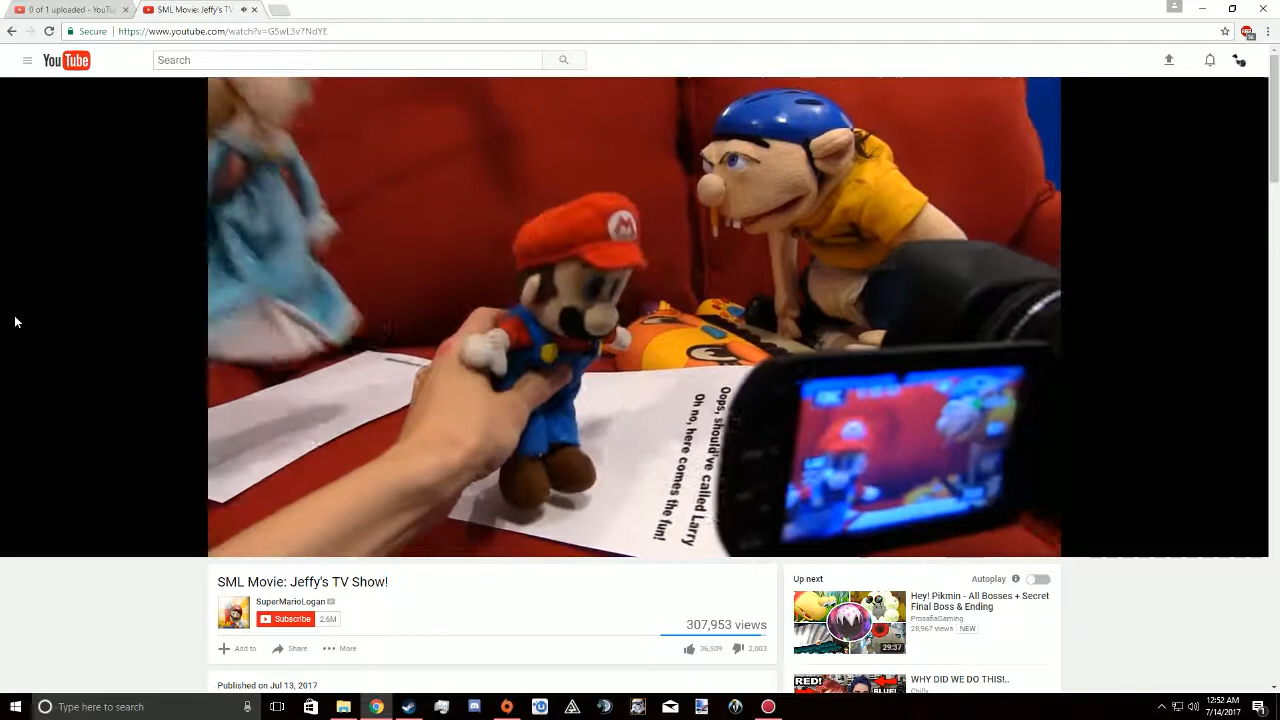 0 of 1 uploaded - YouTu
SML Movie: Jeffy's TV
Secure
https://www.youtube.com/watch?v=G5wL3v7NdYE
YouTube
Search
M
Oops, should've called Larry
Oh no, here comes the fun!
SML Movie: Jeffy's TV Show!
SuperMarioLogan
Subscribe 2.6M
307,953 views
Add to
Share
More
36,509
2,003
Published on Jul 13, 2017
Up next
Autoplay
Hey! Pikmin - All Bosses + Secret
Final Boss & Ending
ProsafiaGaming
28,967 views NEW
29:37
WHY DID WE DO THIS!..
Chilly
RED!
BLUE!
Type here to search
12:52 AM
7/14/2017